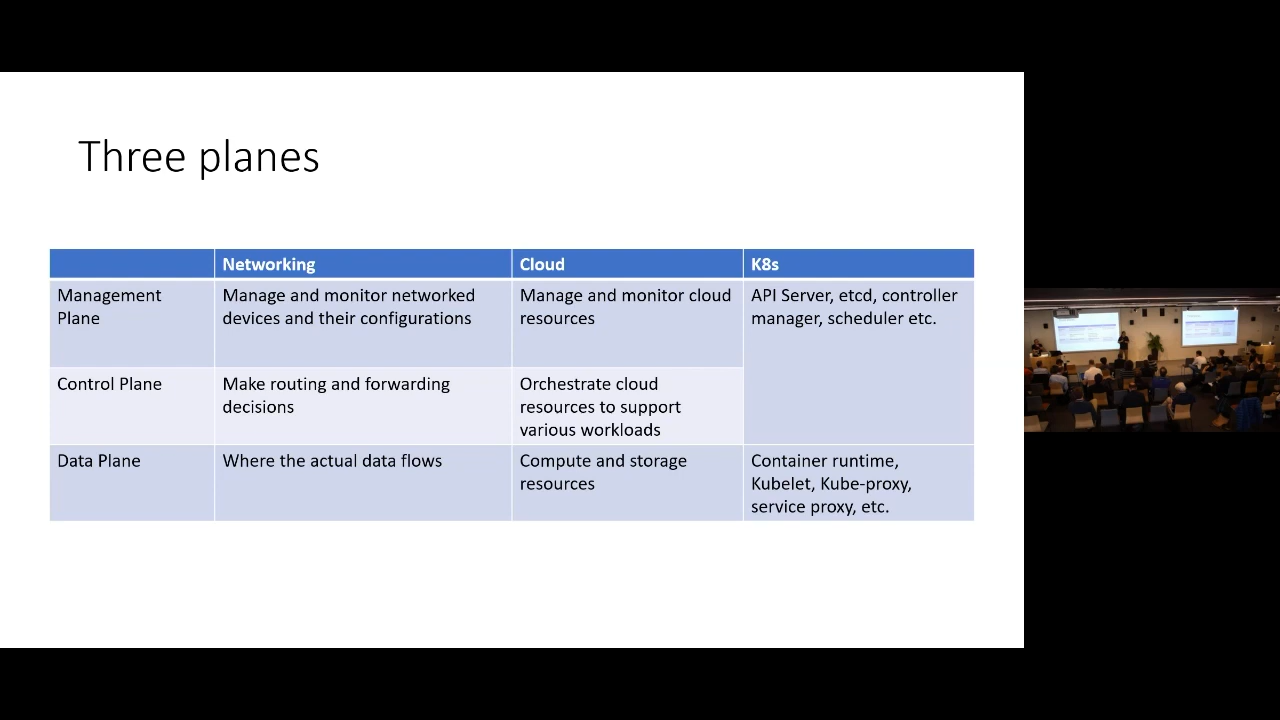 Three planes
Networking
Cloud
K8s
Management
Plane
Manage and monitor networked
devices and their configurations
Manage and monitor cloud
resources
API Server, etcd, controller
manager, scheduler etc.
Control Plane
Make routing and forwarding
decisions
Orchestrate cloud
resources to support
various workloads
Data Plane
Where the actual data flows
Compute and storage
resources
Container runtime,
Kubelet, Kube-proxy,
service proxy, etc.